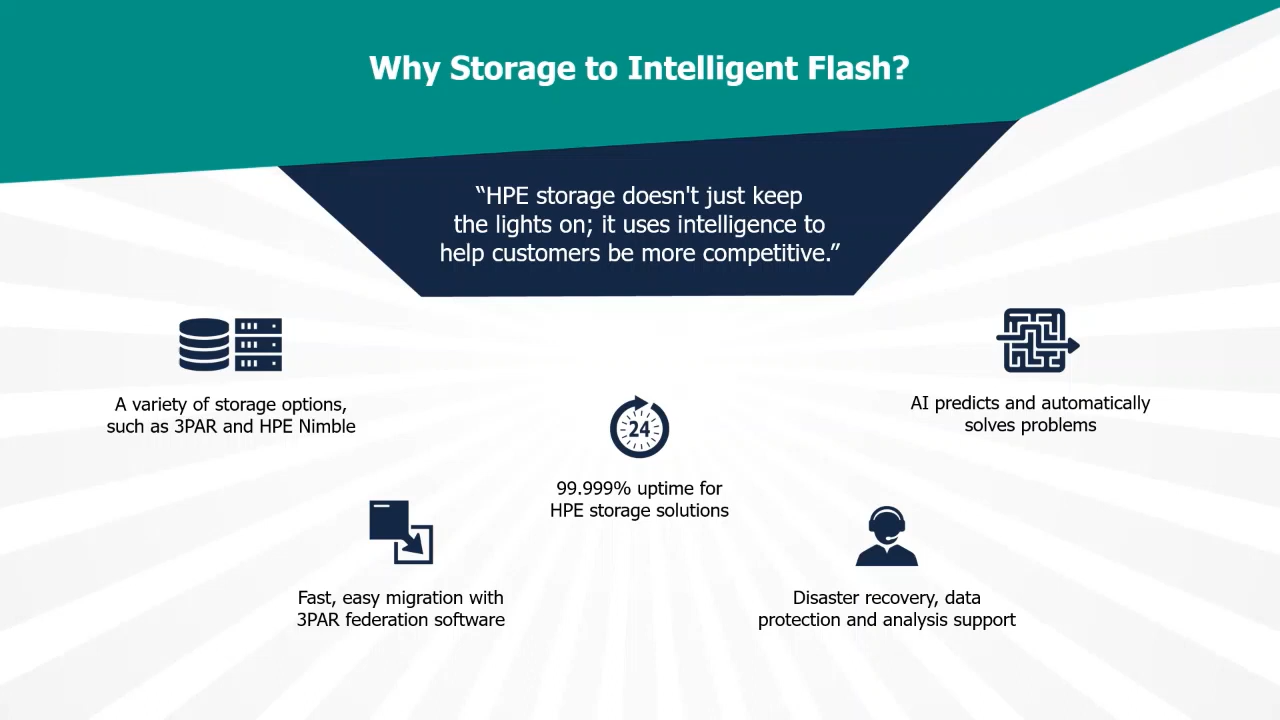 Why Storage to Intelligent Flash?
“HPE storage doesn't just keep
the lights on; it uses intelligence to
help customers be more competitive.”
A variety of storage options,
such as 3PAR and HPE Nimble
AI predicts and automatically
solves problems
24
99.999% uptime for
HPE storage solutions
Fast, easy migration with
3PAR federation software
Disaster recovery, data
protection and analysis support